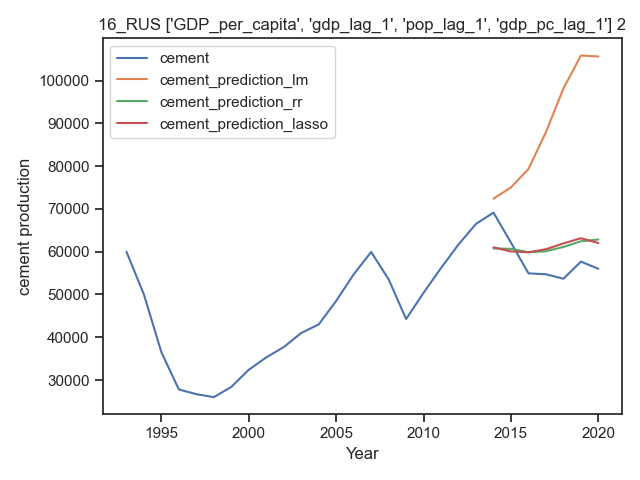 16_RUS ['GDP_per_capita', 'gdp_lag_1', 'pop_lag_1', 'gdp_pc_lag_1'] 2
cement
cement_prediction_lm
cement_prediction_rr
cement_prediction_lasso
cement production
100000
90000
80000
70000
60000
50000
40000
30000
1995
2000
2005
2010
2015
2020
Year